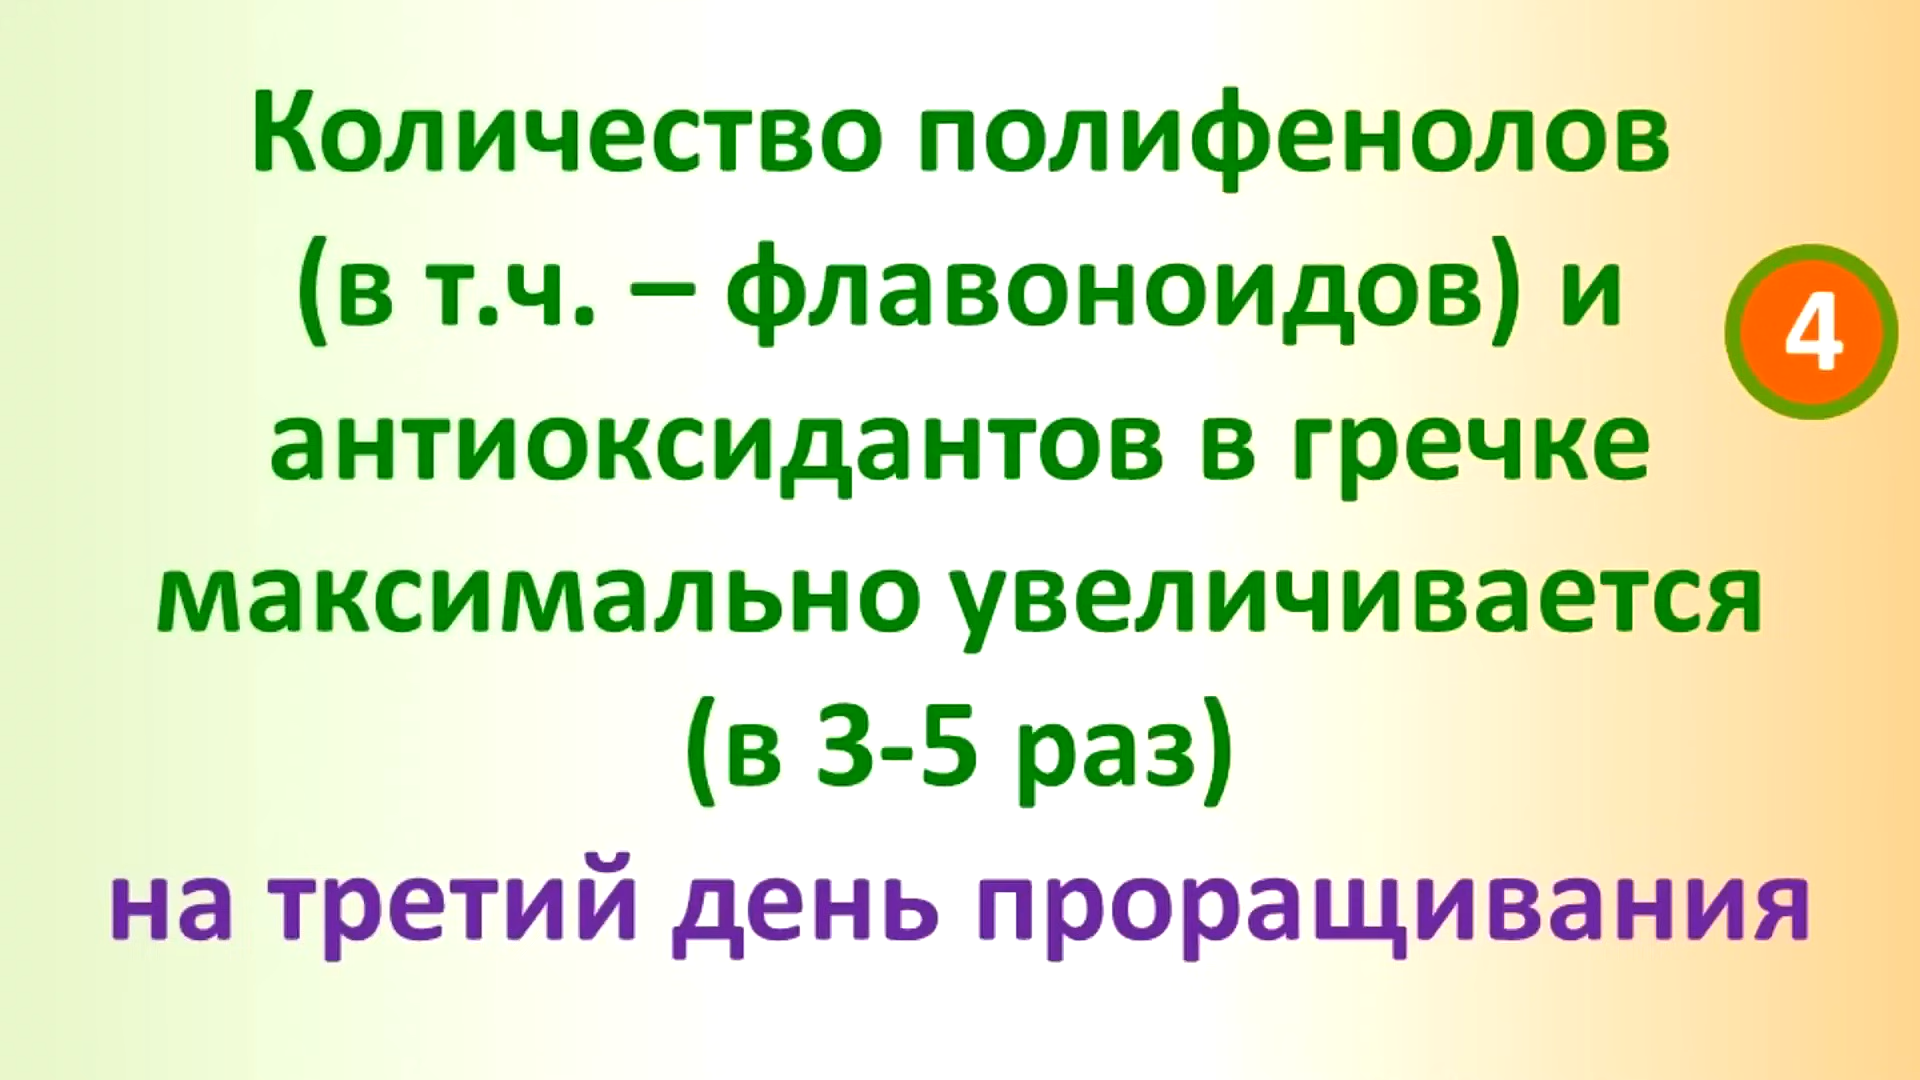 Количество полифенолов
(в т.ч. – флавоноидов) и
4
антиоксидантов в гречке
максимально увеличивается
(в 3-5 раз)
на третий день проращивания